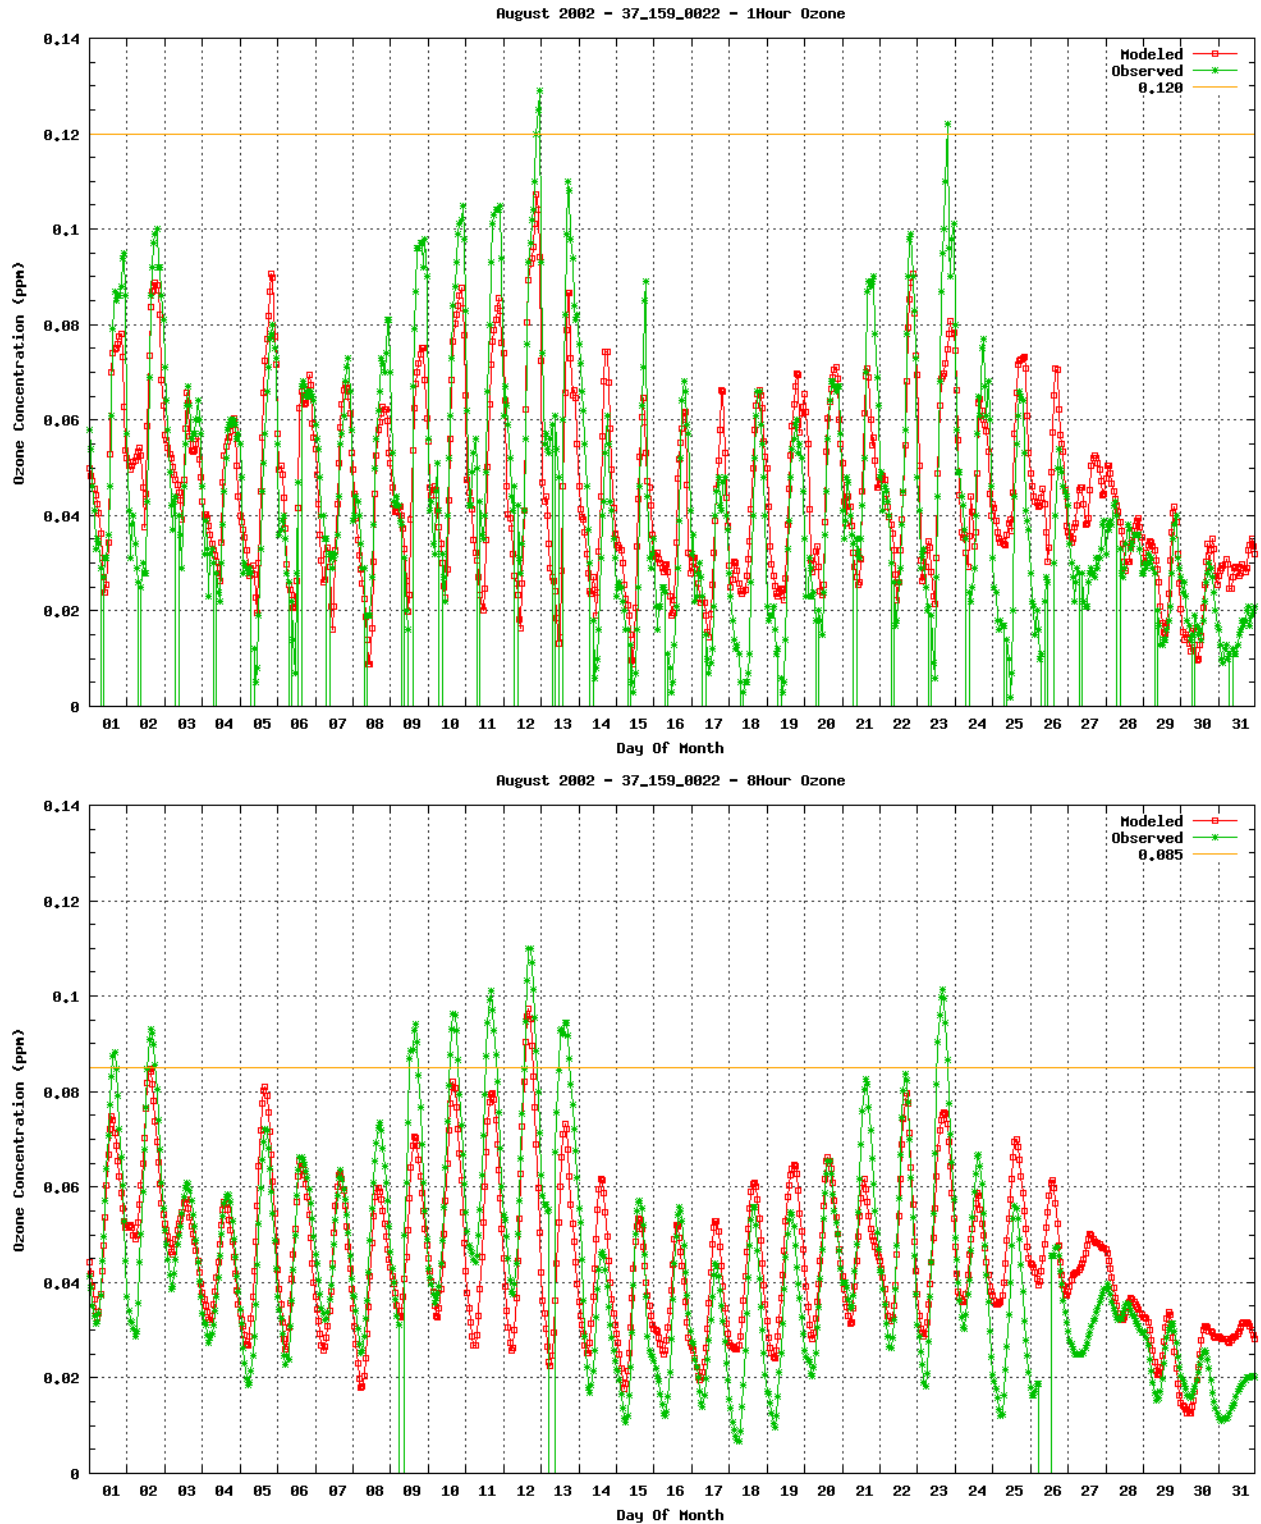 August 2002 - 37_159_0022 - 1Hour Ozone
0.14
0.12
0.1
0.08
0.06
0.04
0.02
0
Ozone Concentration (ppm)
Modeled
Observed
0.120
01 02 03 04 05 06 07 08 09 10 11 12 13 14 15 16 17 18 19 20 21 22 23 24 25 26 27 28 29 30 31
Day Of Month
August 2002 - 37_159_0022 - 8Hour Ozone
0.14
0.12
0.1
0.08
0.06
0.04
0.02
0
Ozone Concentration (ppm)
Modeled
Observed
0.085
01 02 03 04 05 06 07 08 09 10 11 12 13 14 15 16 17 18 19 20 21 22 23 24 25 26 27 28 29 30 31
Day Of Month